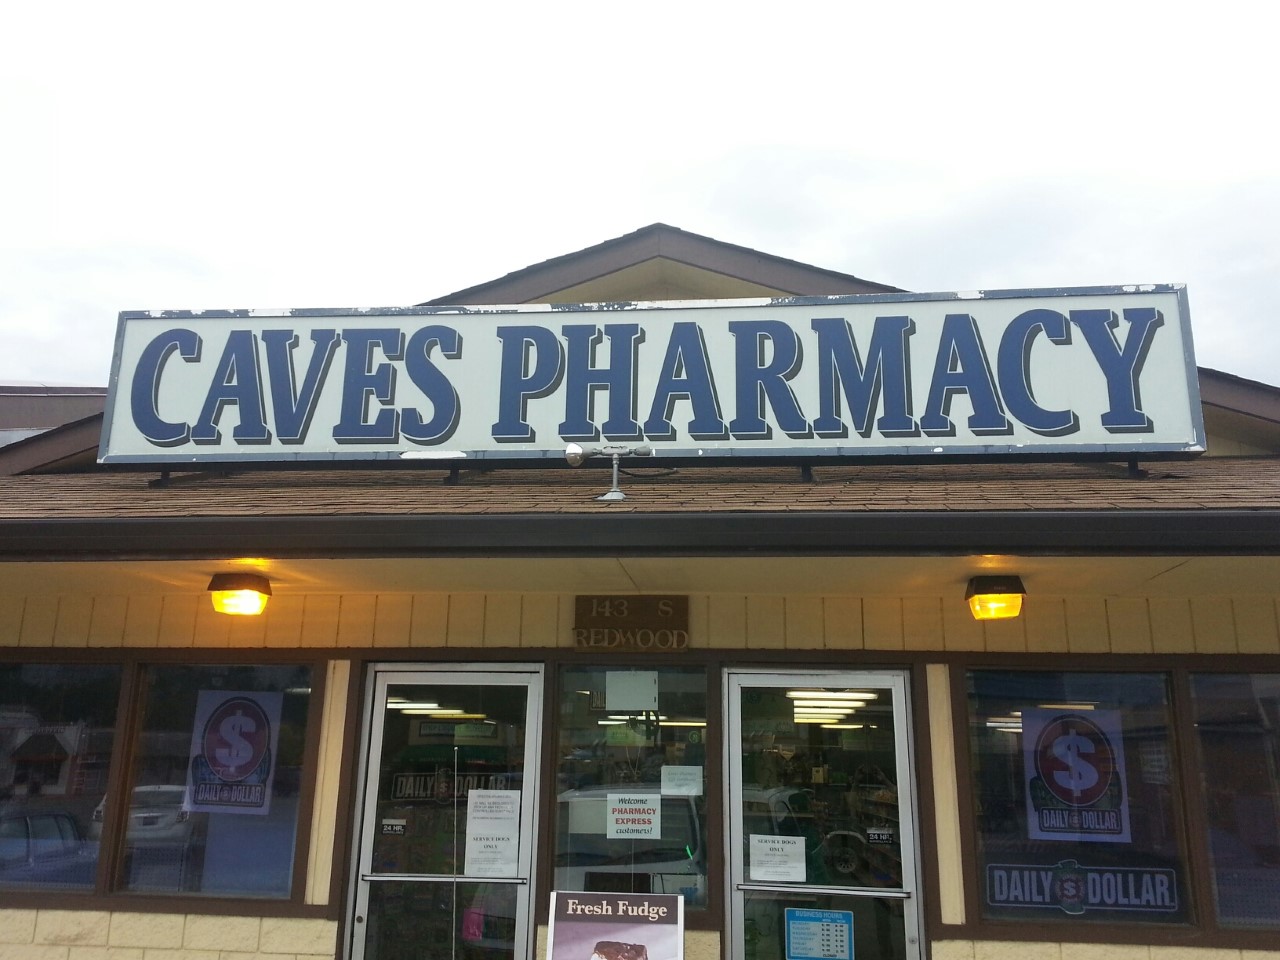 CAVES PHARMACY
143 S
REDWOOD
$
DAILY $ DOLLAR
DAILY DOLLAR
24 HR.
SERVICE DOGS
ONLY
Welcome
PHARMACY
EXPRESS
customers!
SERVICE DOGS
ONLY
24 HR.
BUSINESS HOURS
$
DAILY $ DOLLAR
DAILY $ DOLLAR
Fresh Fudge